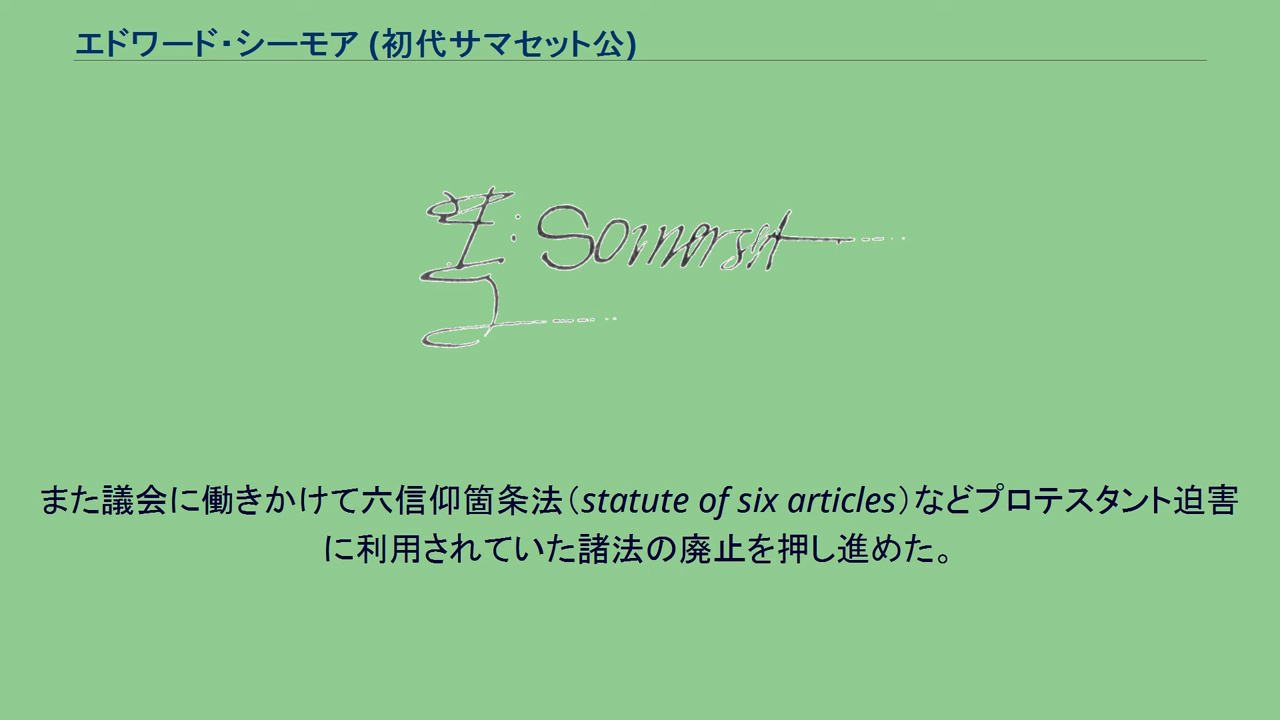 エドワード・シーモア (初代サマセット公)
E: Somerset
また議会に働きかけて六信仰箇条法（statute of six articles）などプロテスタント迫害
に利用されていた諸法の廃止を押し進めた。